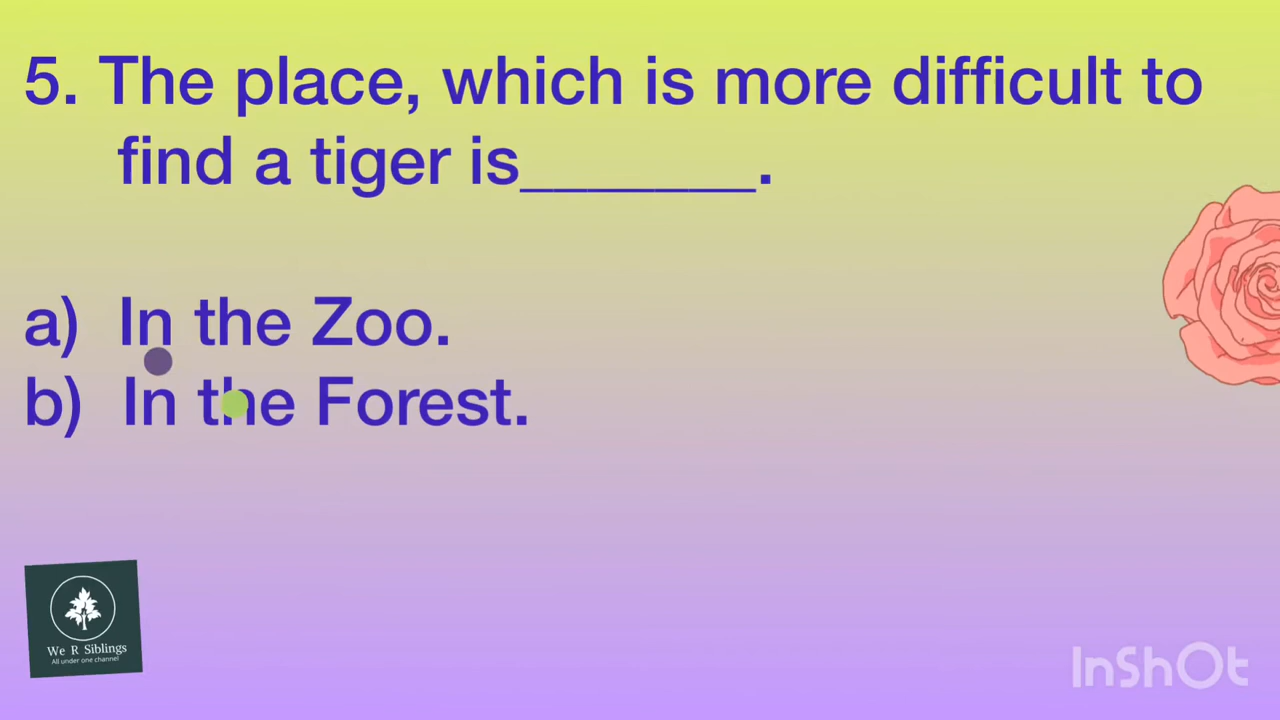 5. The place, which is more difficult to
find a tiger is_______.
a) In the Zoo.
b) In the Forest.
We R Siblings
All under one channel
InShOt